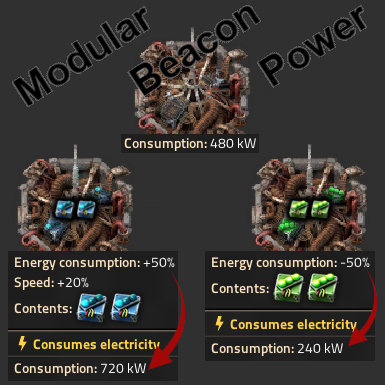 Modular
Beacon
Power
Consumption: 480 kW
Energy consumption: +50%
Speed: +20%
Contents:
Consumes electricity
Consumption: 720 kW
Energy consumption: -50%
Contents:
Consumes electricity
Consumption: 240 kW